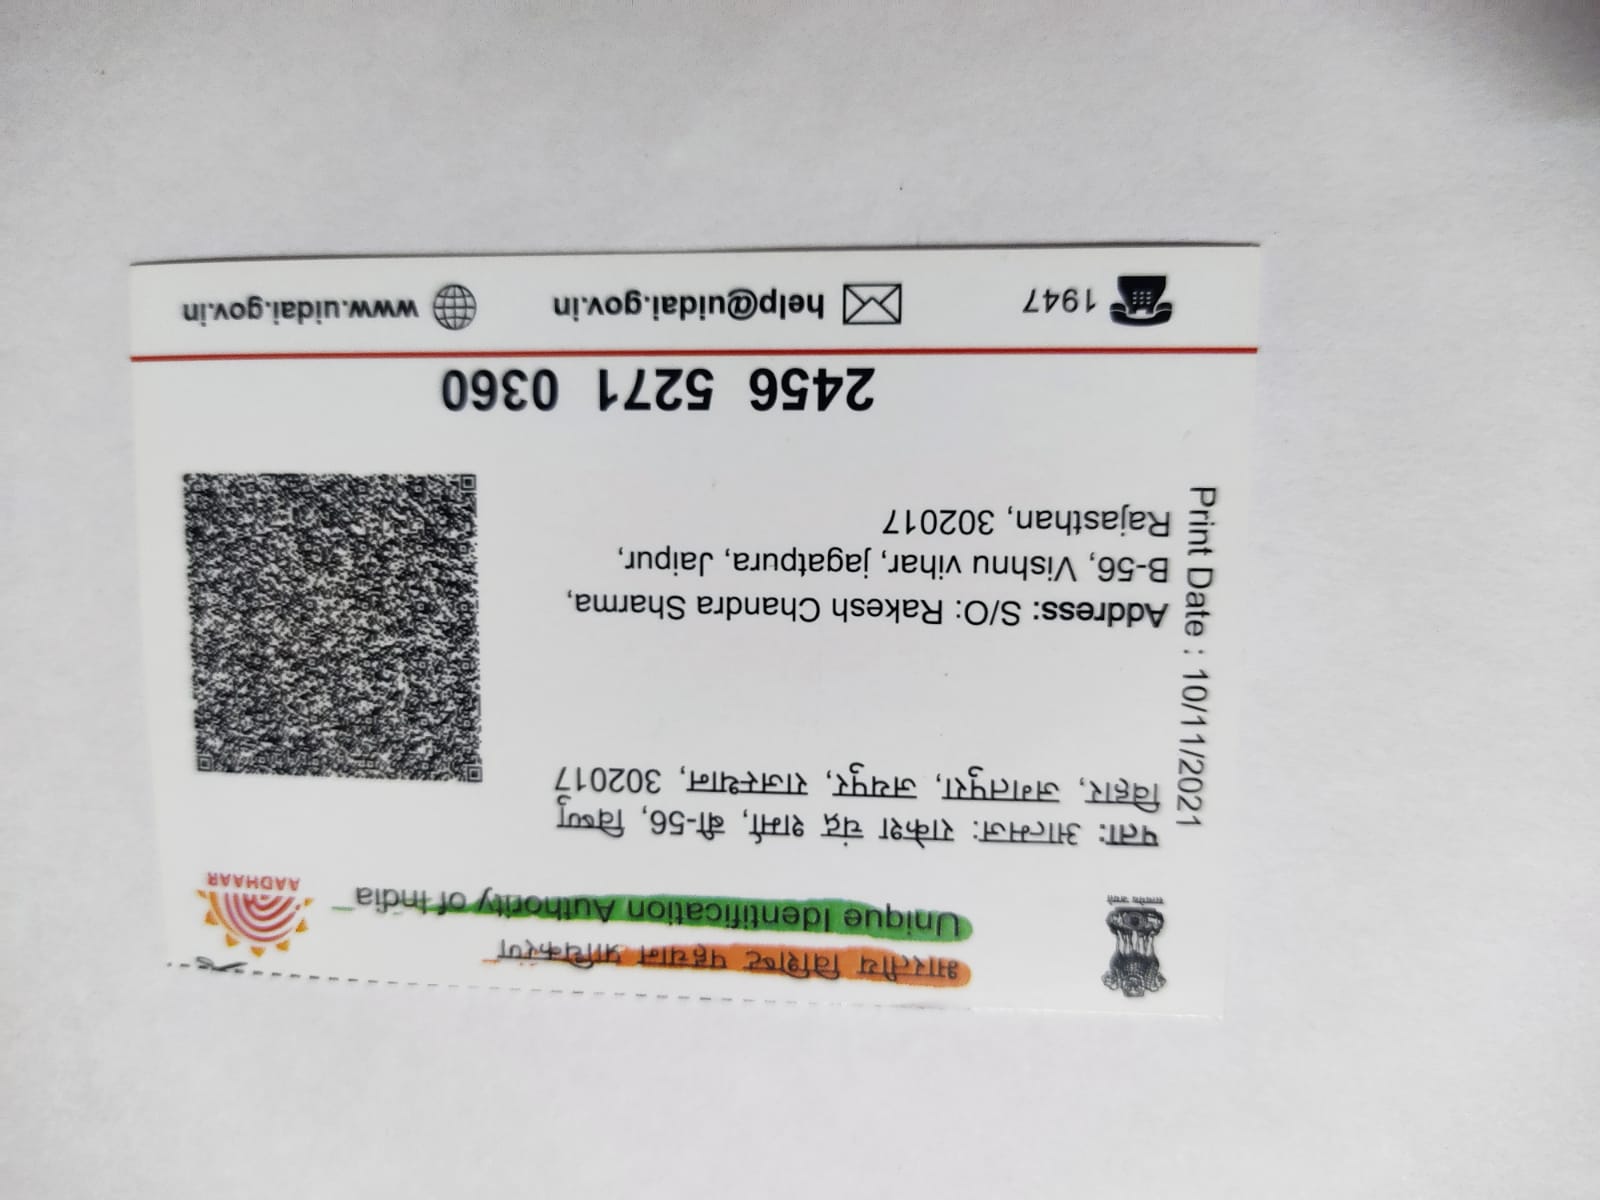 भारतीय विशिष्ट पहचान प्राधिकरण
Unique Identification Authority of India
AADHAAR
सत्यमेव जयते
पता: आत्मज: राकेश चंद्र शर्मा, बी-56, विष्णु
विहार, जगतपुरा, जयपुर, राजस्थान, 302017
Address: S/O: Rakesh Chandra Sharma,
B-56, Vishnu vihar, jagatpura, Jaipur,
Rajasthan, 302017
Print Date : 10/11/2021
2456 5271 0360
1947
help@uidai.gov.in
www.uidai.gov.in